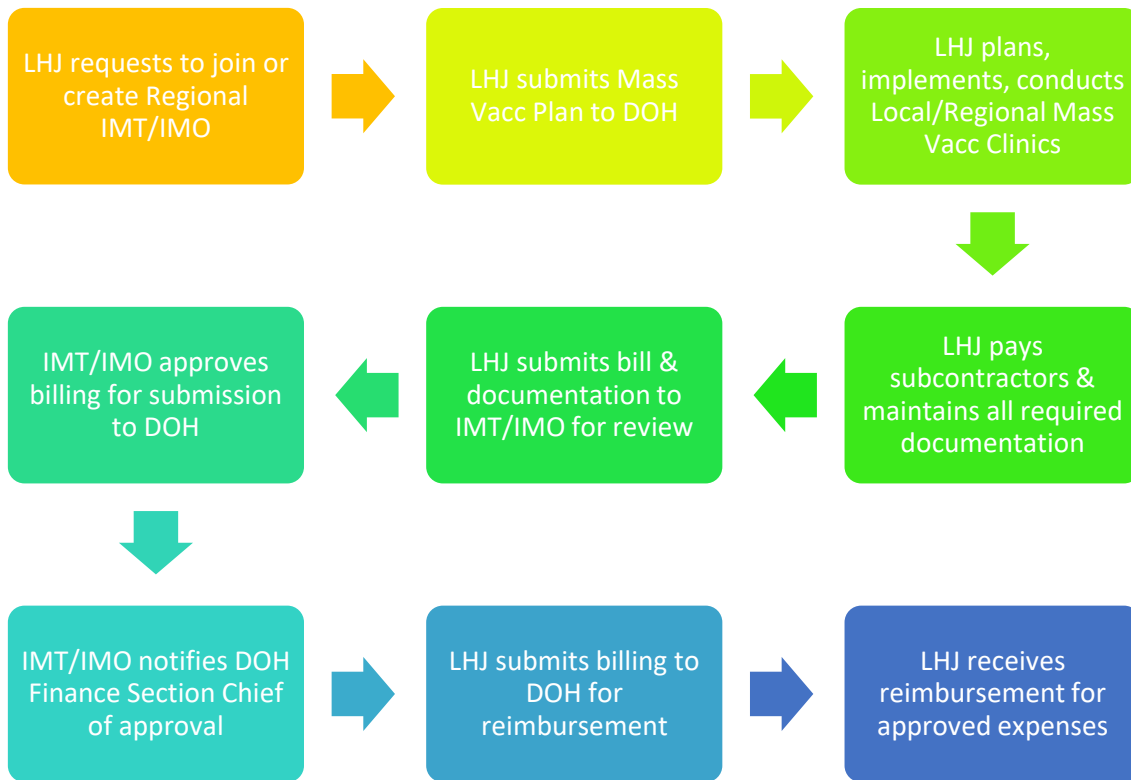 LHJ requests to join or
create Regional
IMT/IMO
LHJ submits Mass
Vacc Plan to DOH
LHJ plans,
implements, conducts
Local/Regional Mass
Vacc Clinics
LHJ pays
subcontractors &
maintains all required
documentation
LHJ submits bill &
documentation to
IMT/IMO for review
IMT/IMO approves
billing for submission
to DOH
IMT/IMO notifies DOH
Finance Section Chief
of approval
LHJ submits billing to
DOH for
reimbursement
LHJ receives
reimbursement for
approved expenses